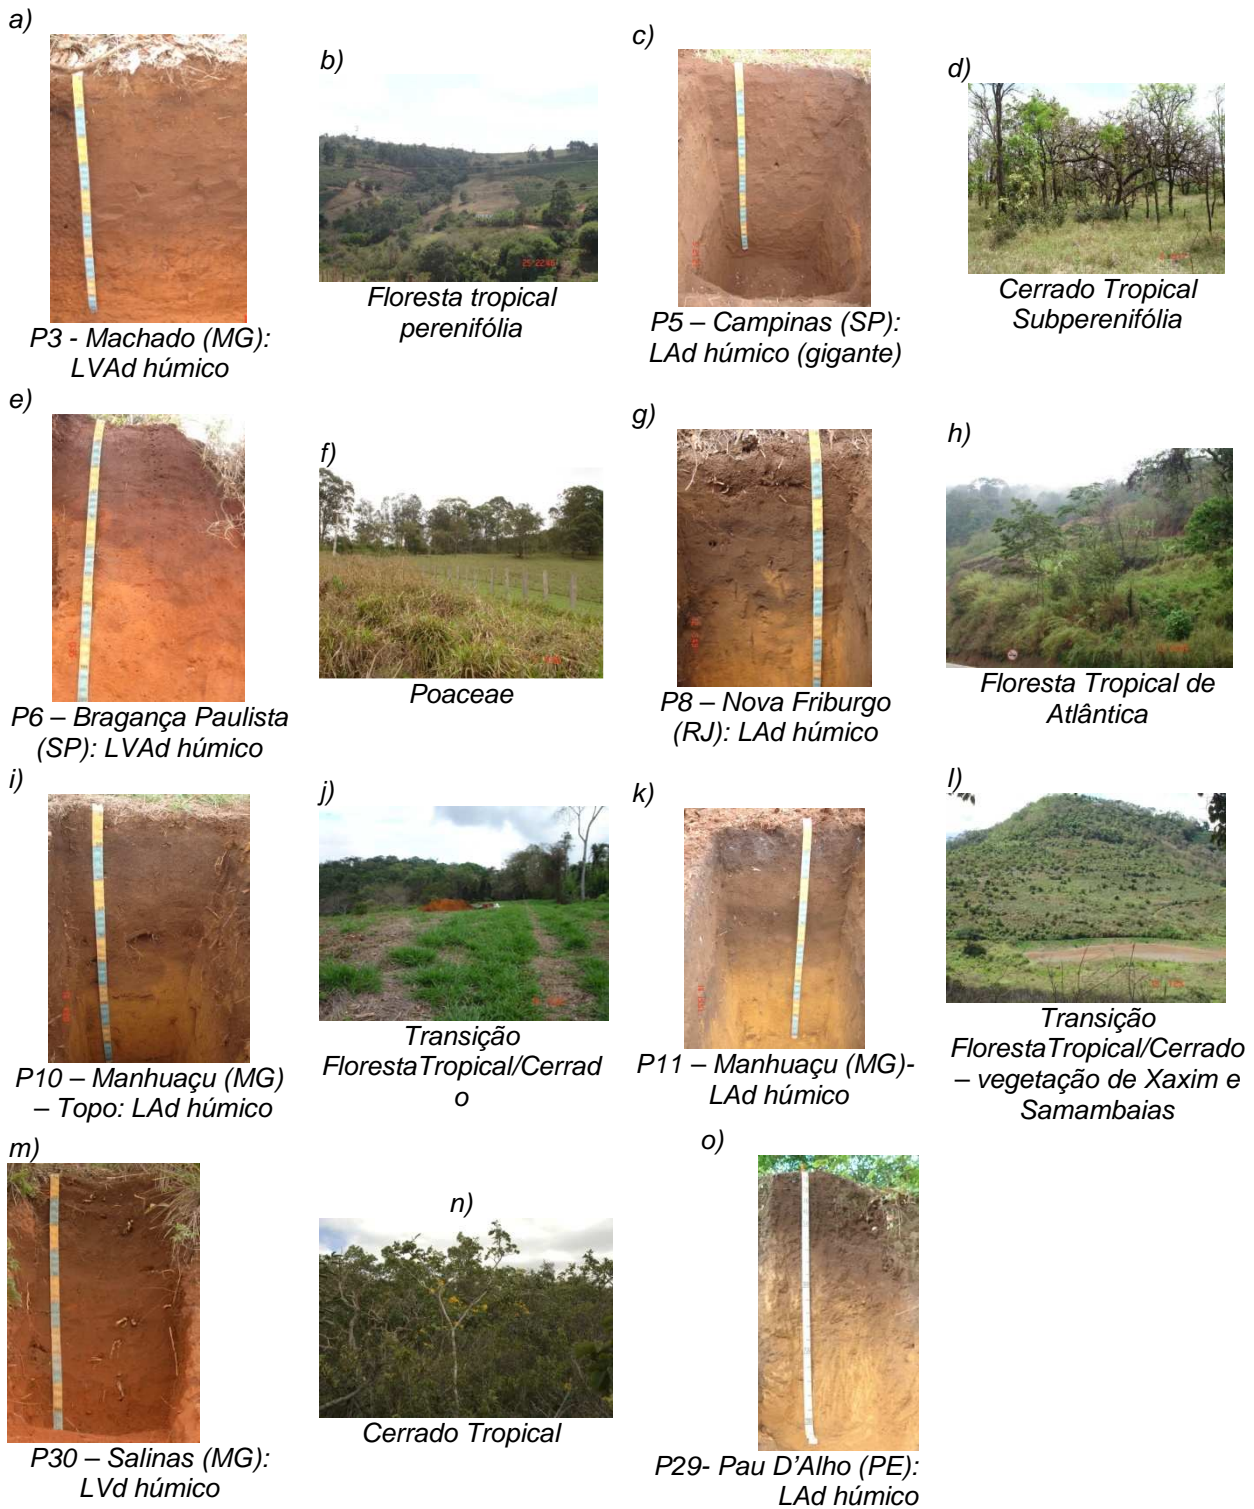 a)
b)
c)
d)
P3 - Machado (MG):
LVAd húmico
Floresta tropical
perenifólia
P5 – Campinas (SP):
LAd húmico (gigante)
Cerrado Tropical
Subperenifólia
e)
f)
g)
h)
P6 – Bragança Paulista
(SP): LVAd húmico
Poaceae
P8 – Nova Friburgo
(RJ): LAd húmico
Floresta Tropical de
Atlântica
i)
j)
k)
l)
P10 – Manhuaçu (MG)
– Topo: LAd húmico
Transição
FlorestaTropical/Cerrad
o
P11 – Manhuaçu (MG)-
LAd húmico
Transição
FlorestaTropical/Cerrado
– vegetação de Xaxim e
Samambaias
m)
n)
o)
P30 – Salinas (MG):
LVd húmico
Cerrado Tropical
P29- Pau D'Alho (PE):
LAd húmico